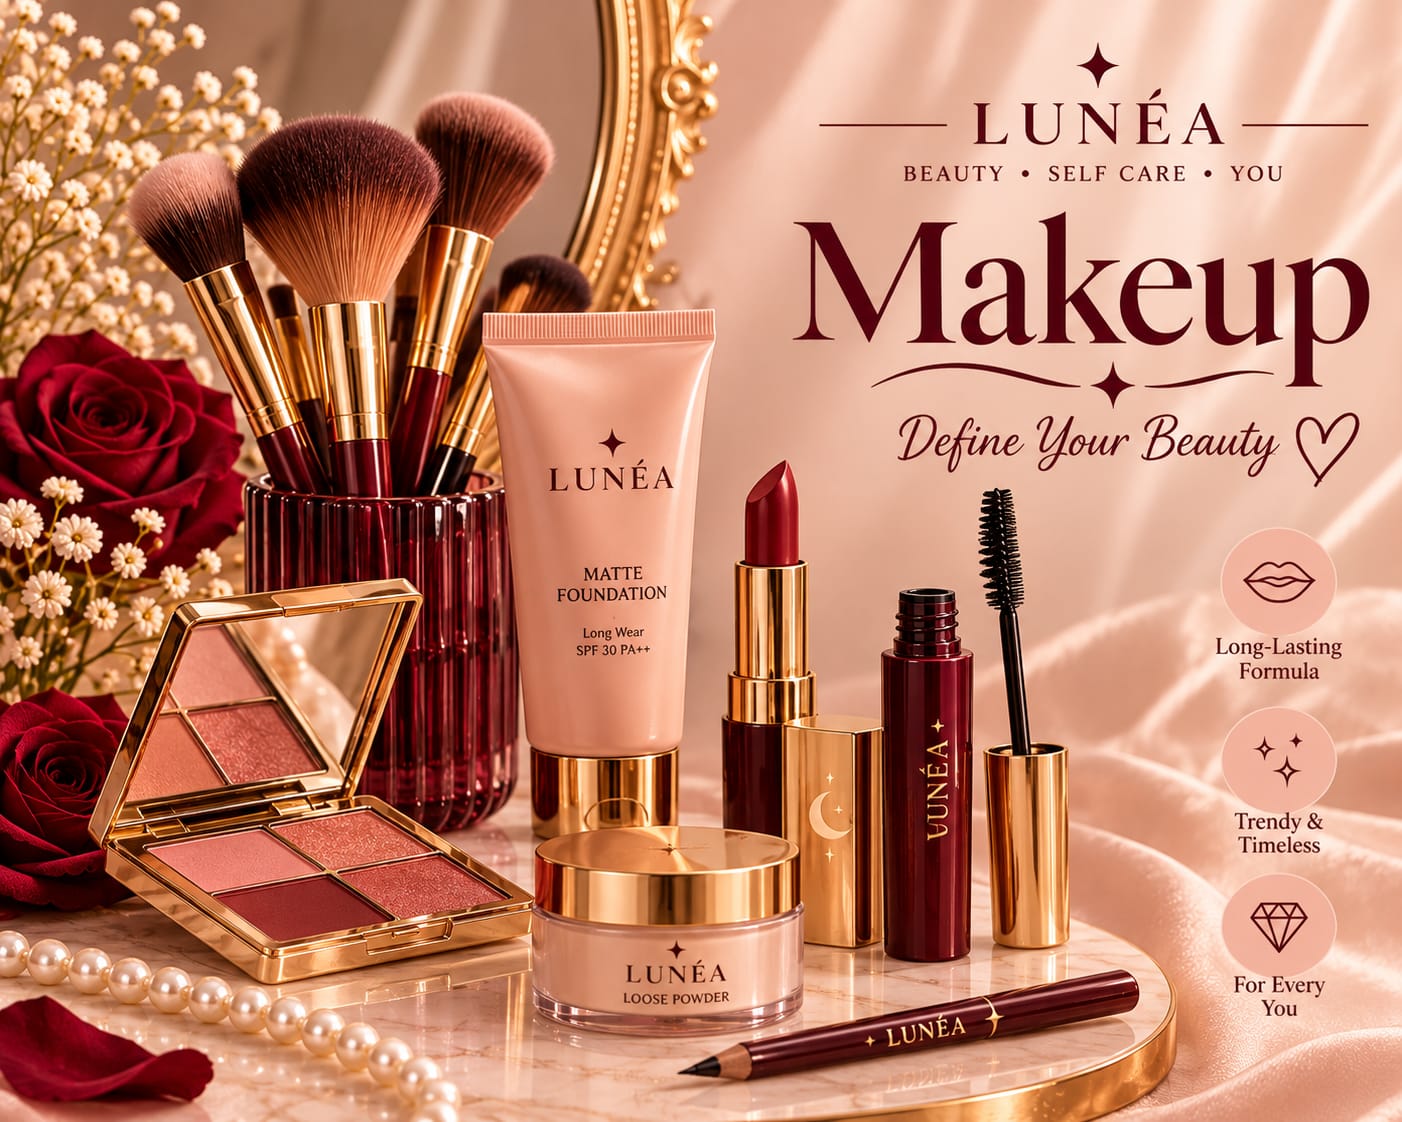 LUNÉA
BEAUTY • SELF CARE • YOU
Makeup
Define Your Beauty
LUNÉA
MATTE
FOUNDATION
Long Wear
SPF 30 PA++
LUNÉA
LUNÉA
LOOSE POWDER
LUNÉA
Long-Lasting
Formula
Trendy &
Timeless
For Every
You